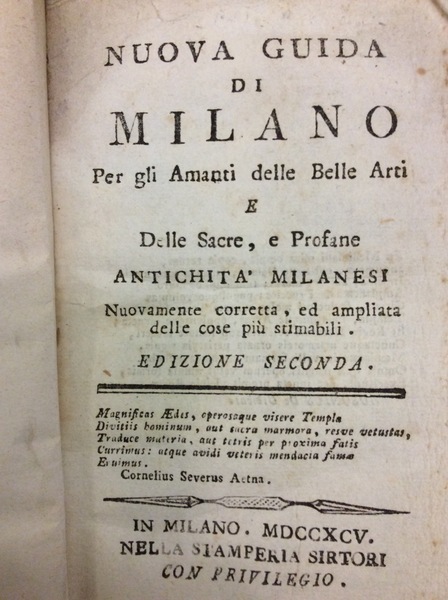 NUOVA GUIDA
DI
MILANO
Per gli Amanti delle Belle Arti
E
Delle Sacre, e Profane
ANTICHITA' MILANESI
Nuovamente corretta, ed ampliata
delle cose più stimabili.
EDIZIONE SECONDA.
Magnificas Ædes, operosaque visere Templa
Divitiis hominum, aut sacra marmora, resve vetustas,
Traduce materia, aut tetris per proxima fatis
Currimus: atque avidi veteris mendacia famæ
Eruimus.
Cornelius Severus Aetna.
IN MILANO. MDCCXCV.
NELLA STAMPERIA SIRTORI
CON PRIVILEGIO.